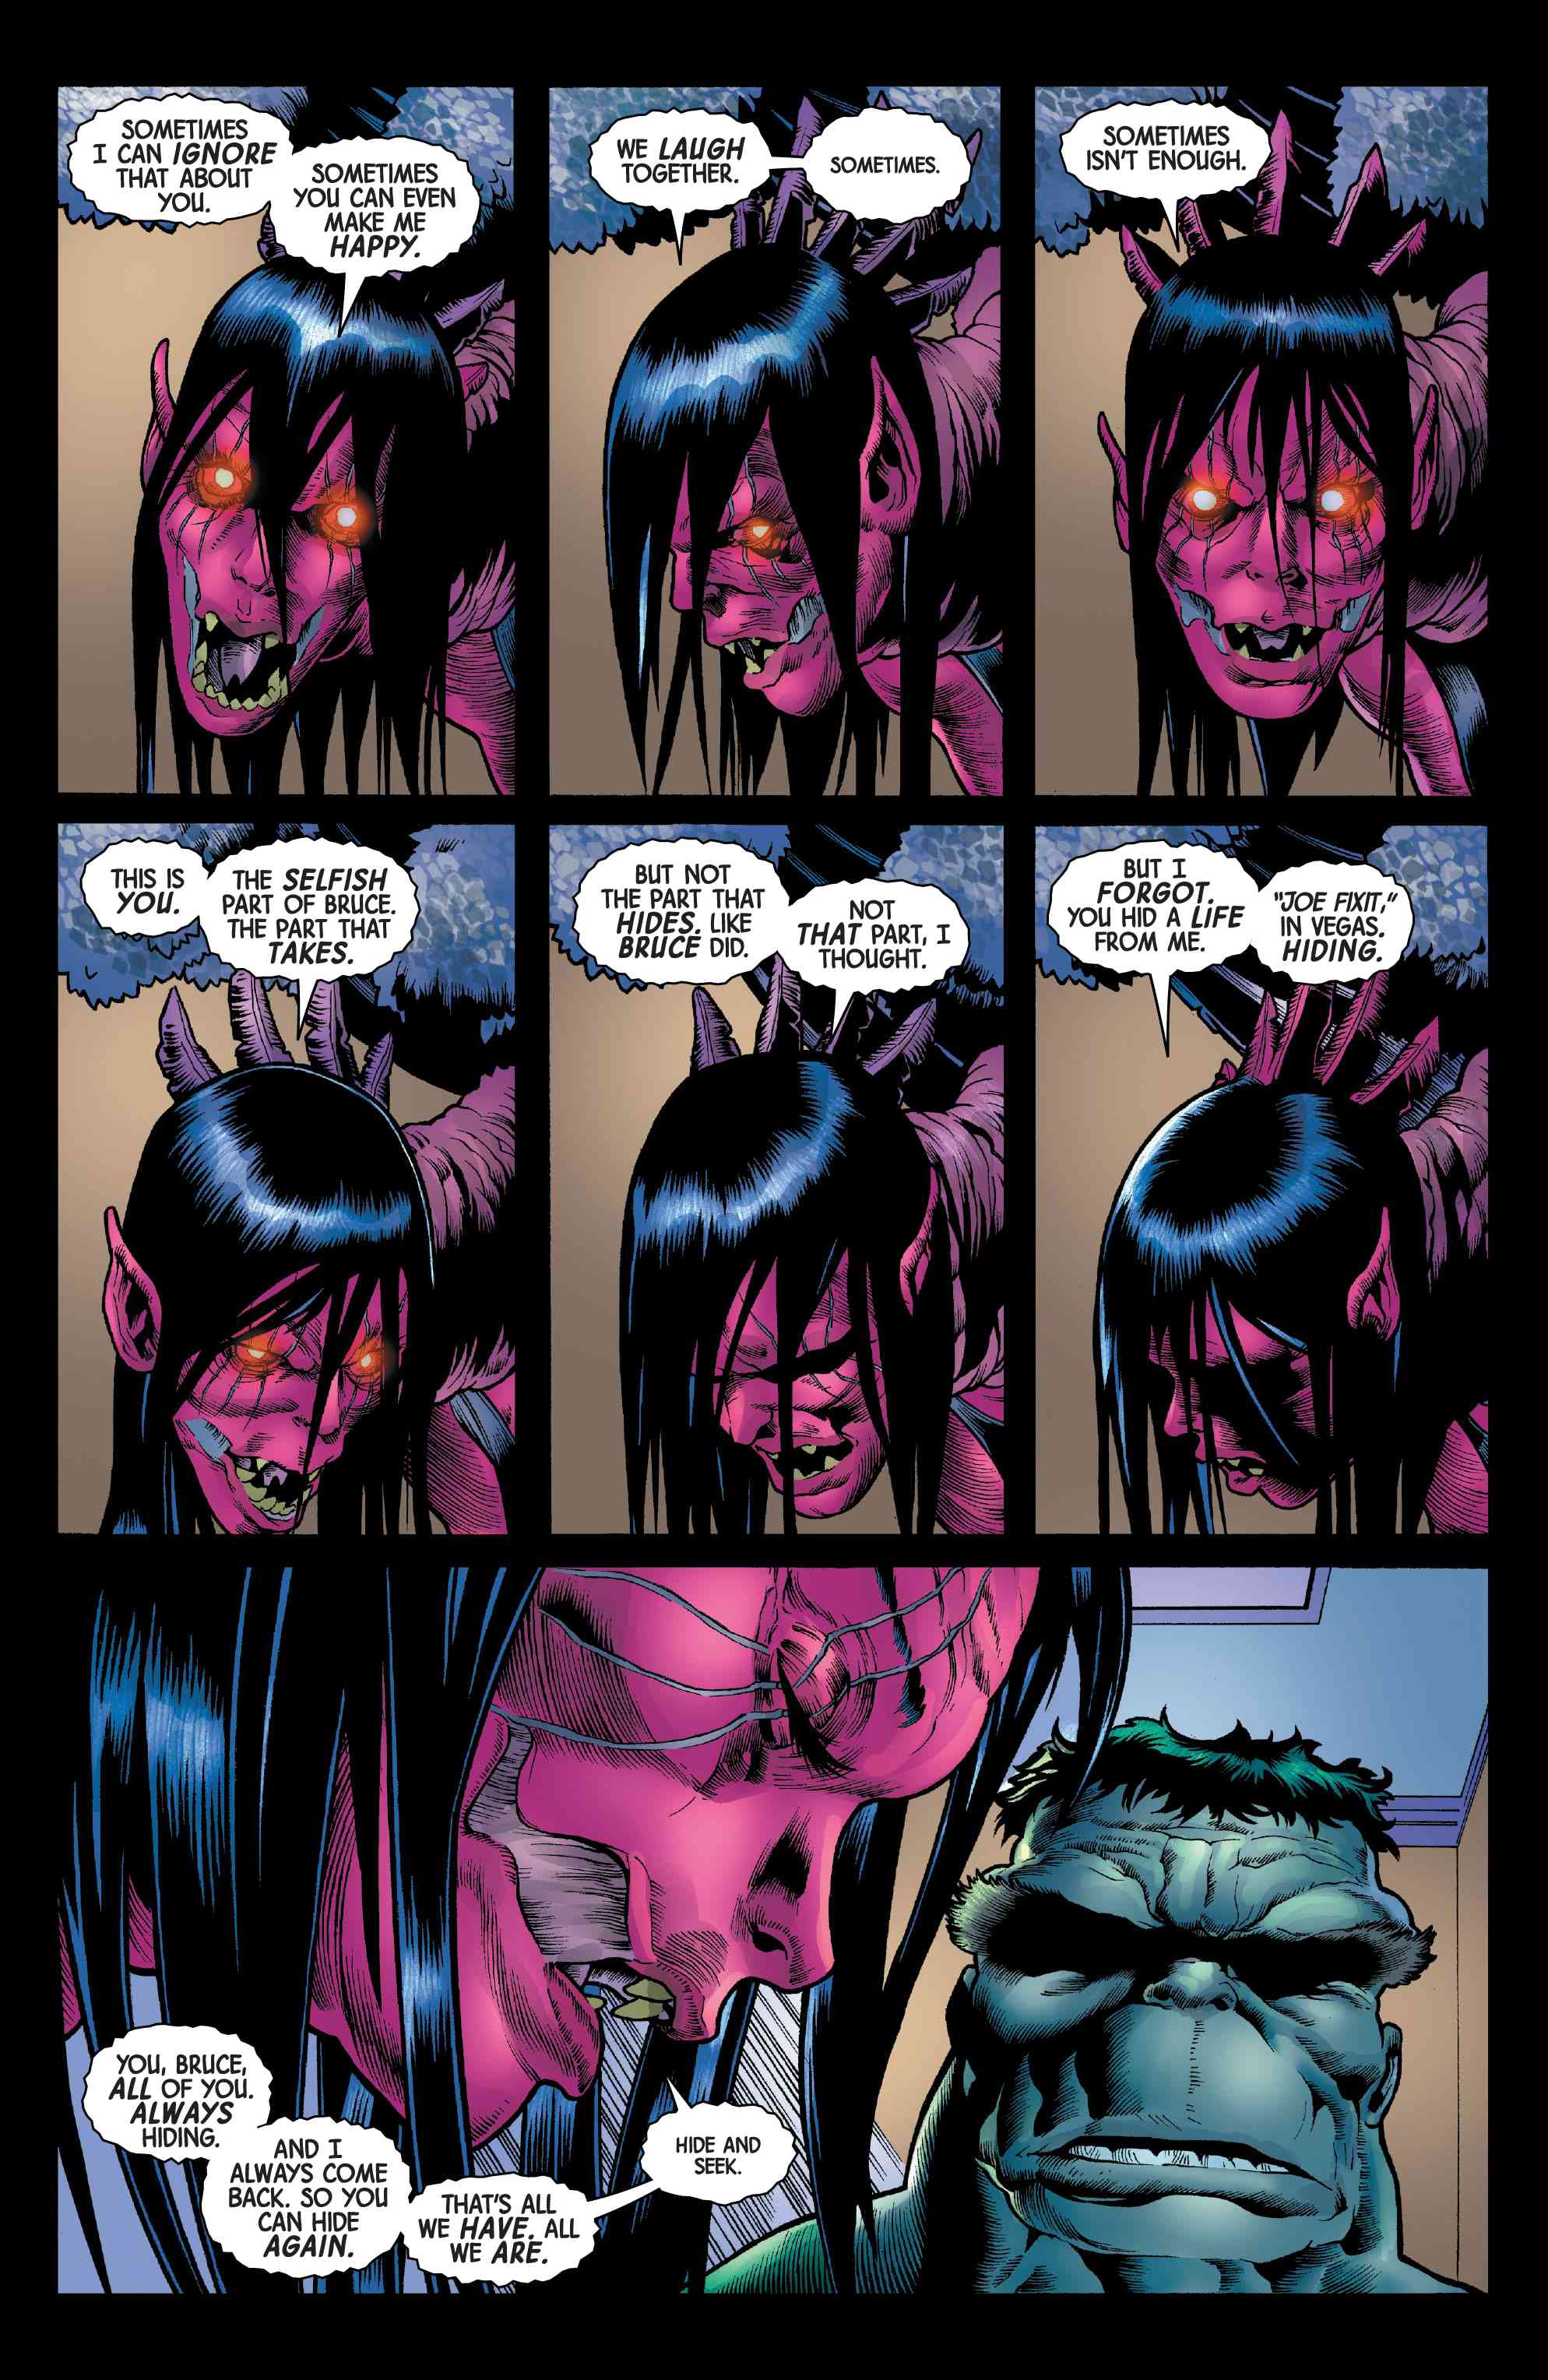 SOMETIMES
I CAN IGNORE
THAT ABOUT
YOU.
SOMETIMES
YOU CAN EVEN
MAKE ME
HAPPY.
WE LAUGH
TOGETHER.
SOMETIMES.
SOMETIMES
ISN'T ENOUGH.
THIS IS
YOU.
THE SELFISH
PART OF BRUCE.
THE PART THAT
TAKES.
BUT NOT
THE PART THAT
HIDES. LIKE
BRUCE DID.
NOT
THAT PART, I
THOUGHT.
BUT I
FORGOT.
YOU HID A LIFE
FROM ME.
"JOE FIXIT,"
IN VEGAS.
HIDING.
YOU, BRUCE,
ALL OF YOU.
ALWAYS
HIDING.
AND I
ALWAYS COME
BACK. SO YOU
CAN HIDE
AGAIN.
THAT'S ALL
WE HAVE. ALL
WE ARE.
HIDE AND
SEEK.